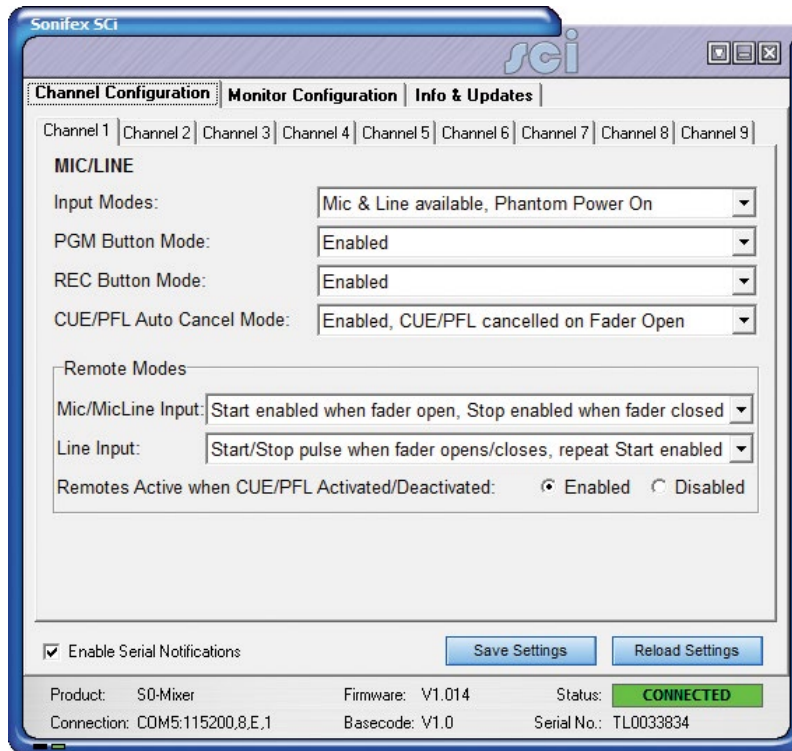 Sonifex SCi
sci
Channel Configuration Monitor Configuration Info & Updates
Channel 1 Channel 2 Channel 3 Channel 4 Channel 5 Channel 6 Channel 7 Channel 8 Channel 9
MIC/LINE
Input Modes: Mic & Line available, Phantom Power On
PGM Button Mode: Enabled
REC Button Mode: Enabled
CUE/PFL Auto Cancel Mode: Enabled, CUE/PFL cancelled on Fader Open
Remote Modes
Mic/MicLine Input: Start enabled when fader open, Stop enabled when fader closed
Line Input: Start/Stop pulse when fader opens/closes, repeat Start enabled
Remotes Active when CUE/PFL Activated/Deactivated: Enabled Disabled
Enable Serial Notifications Save Settings Reload Settings
Product: S0-Mixer Firmware: V1.014 Status: CONNECTED
Connection: COM5:115200,8,E,1 Basecode: V1.0 Serial No.: TL0033834